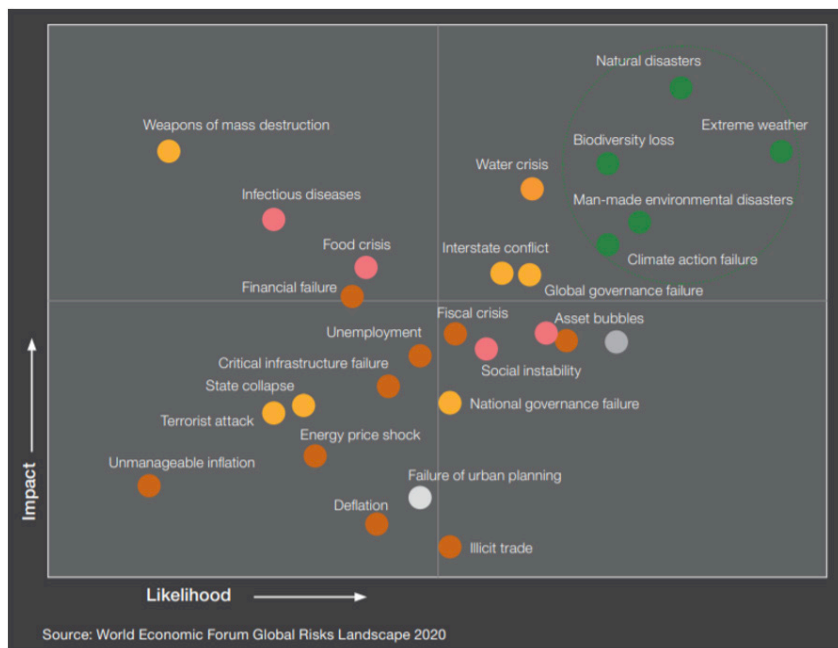 Natural disasters
Weapons of mass destruction
Extreme weather
Biodiversity loss
Water crisis
Infectious diseases
Man-made environmental disasters
Food crisis
Interstate conflict
Climate action failure
Financial failure
Global governance failure
Fiscal crisis
Asset bubbles
Unemployment
Critical infrastructure failure
Social instability
State collapse
National governance failure
Terrorist attack
Energy price shock
Unmanageable inflation
Failure of urban planning
Deflation
Illicit trade
Impact
Likelihood
Source: World Economic Forum Global Risks Landscape 2020